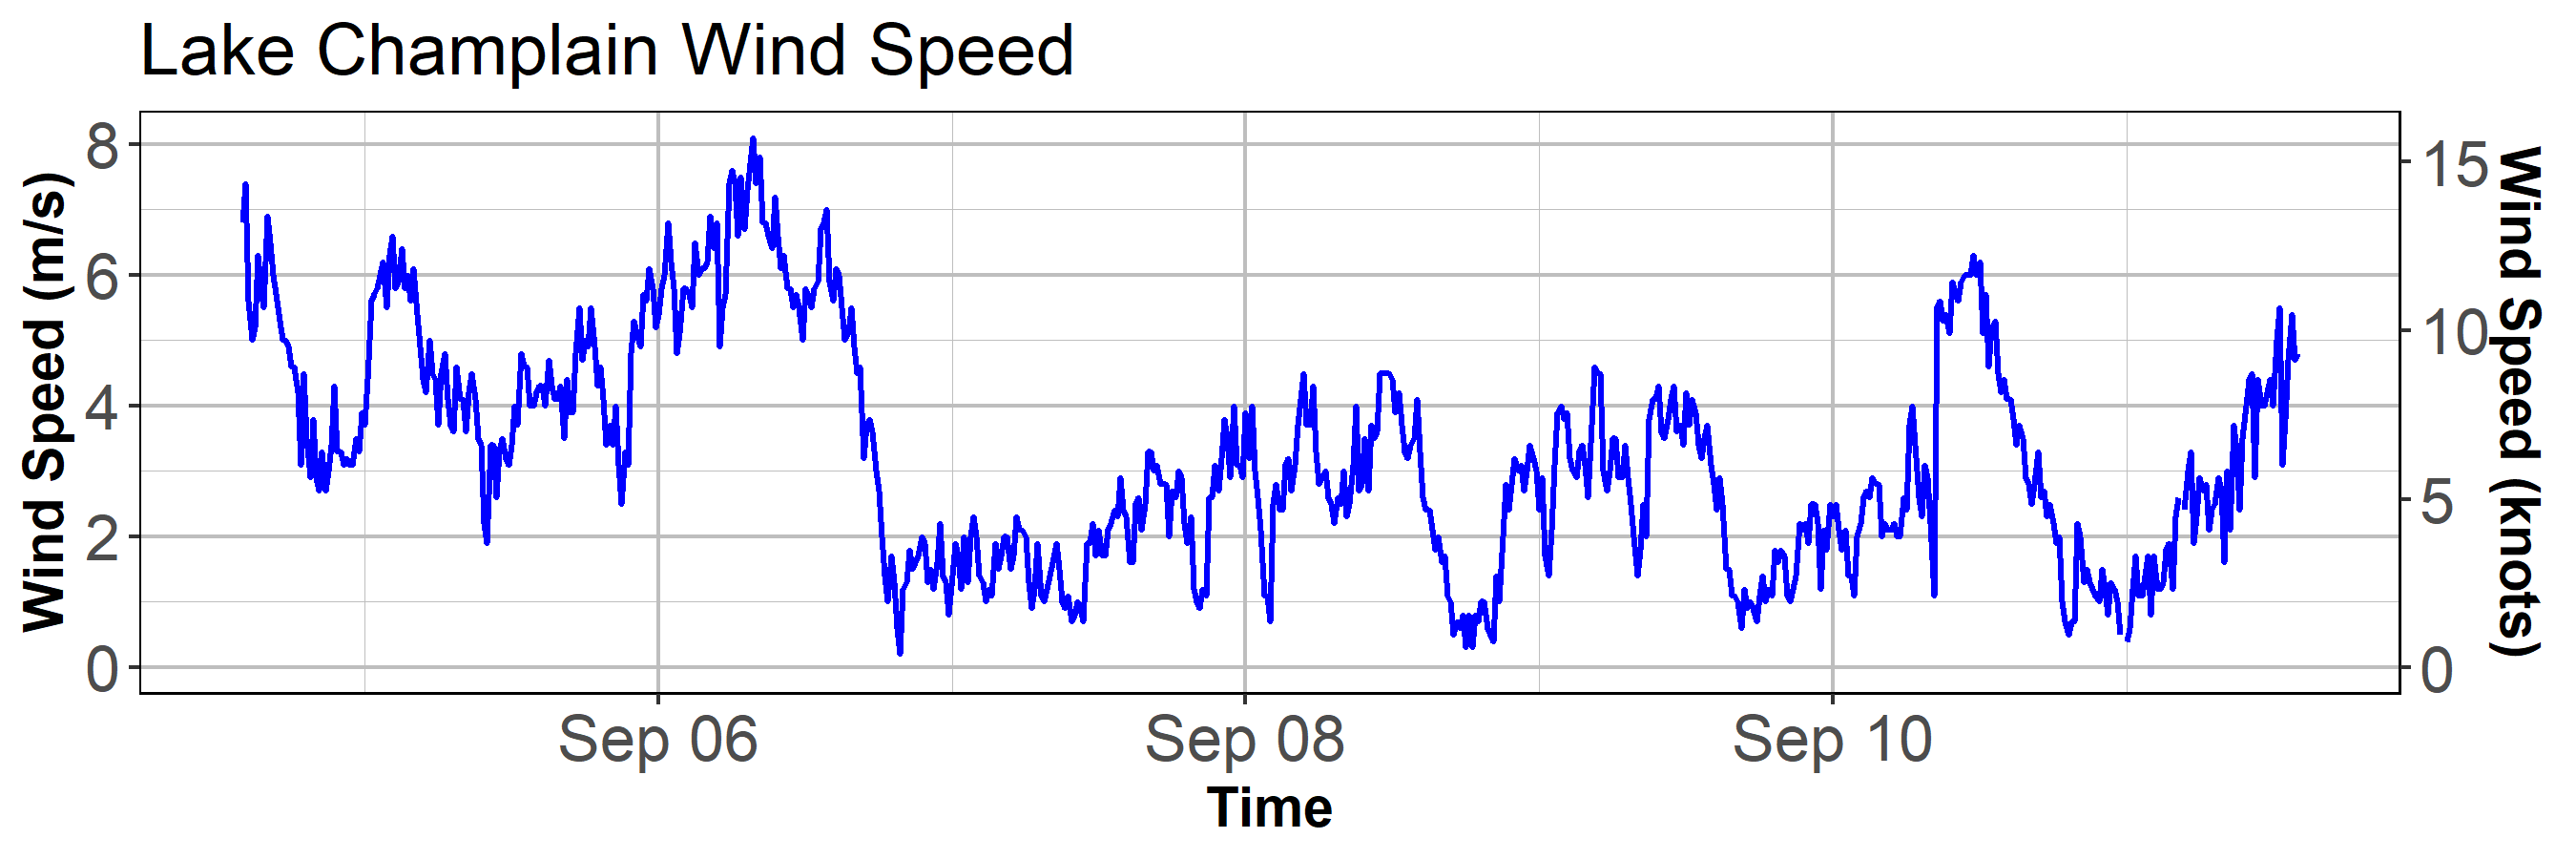 Lake Champlain Wind Speed
Wind Speed (m/s)
8
6
4
2
0
15
10
5
0
Wind Speed (knots)
Sep 06
Sep 08
Sep 10
Time